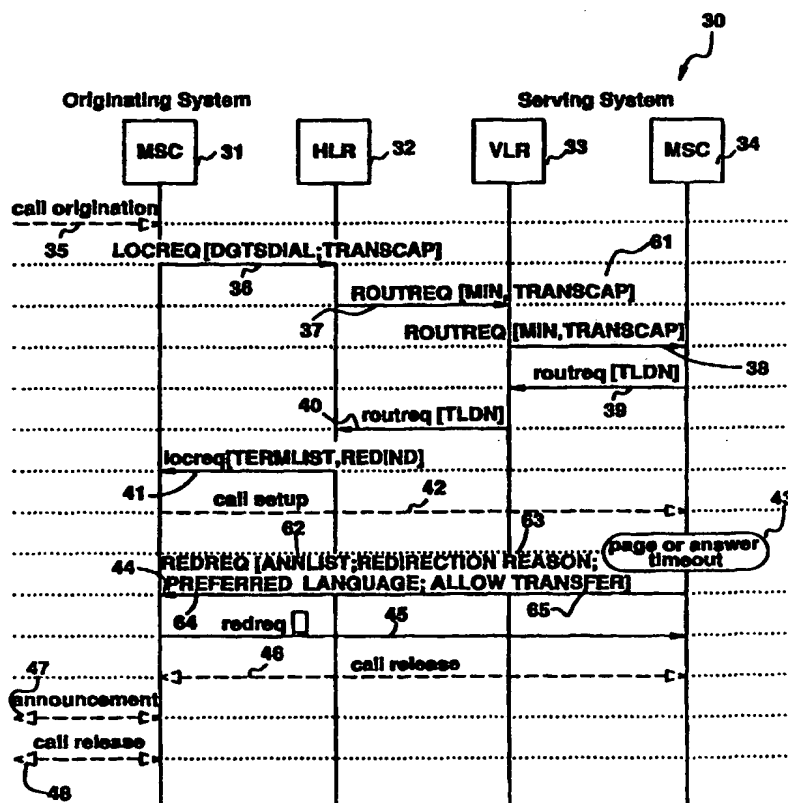 30
Originating System Serving System
MSC 31 HLR 32 VLR 33 MSC 34
call origination
35
LOCREQ [DGTSDIAL;TRANSCAP]
36
61
ROUTREQ [MIN, TRANSCAP]
37
ROUTREQ [MIN,TRANSCAP]
38
routreq [TLDN]
39
40
routreq [TLDN]
locreq[TERMLIST,REDIND]
41
call setup
42
43
62 63
page or answer
timeout
REDREQ [ANNLIST;REDIRECTION REASON;
44
PREFERRED LANGUAGE; ALLOW TRANSFER]
64 65
redreq [] 45
46 call release
47
announcement
call release
48